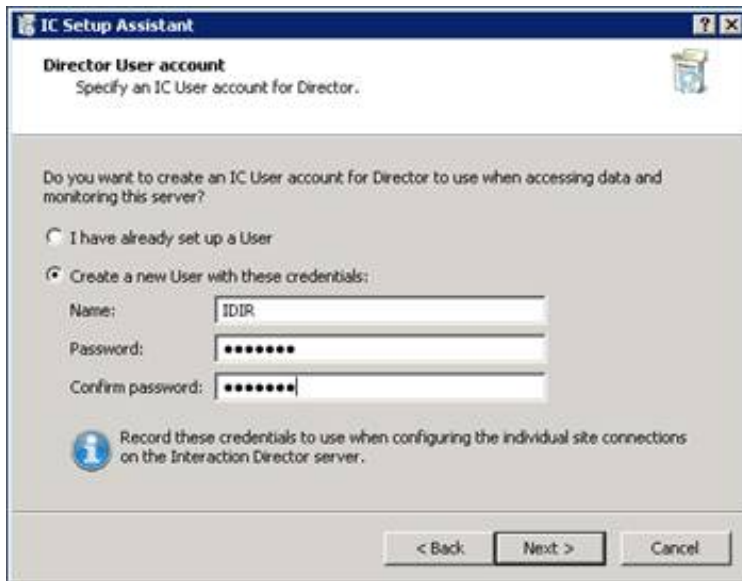 IC Setup Assistant
Director User account
Specify an IC User account for Director.
Do you want to create an IC User account for Director to use when accessing data and
monitoring this server?
I have already set up a User
Create a new User with these credentials:
Name: IDIR
Password: •••••••
Confirm password: •••••••
Record these credentials to use when configuring the individual site connections
on the Interaction Director server.
< Back Next > Cancel